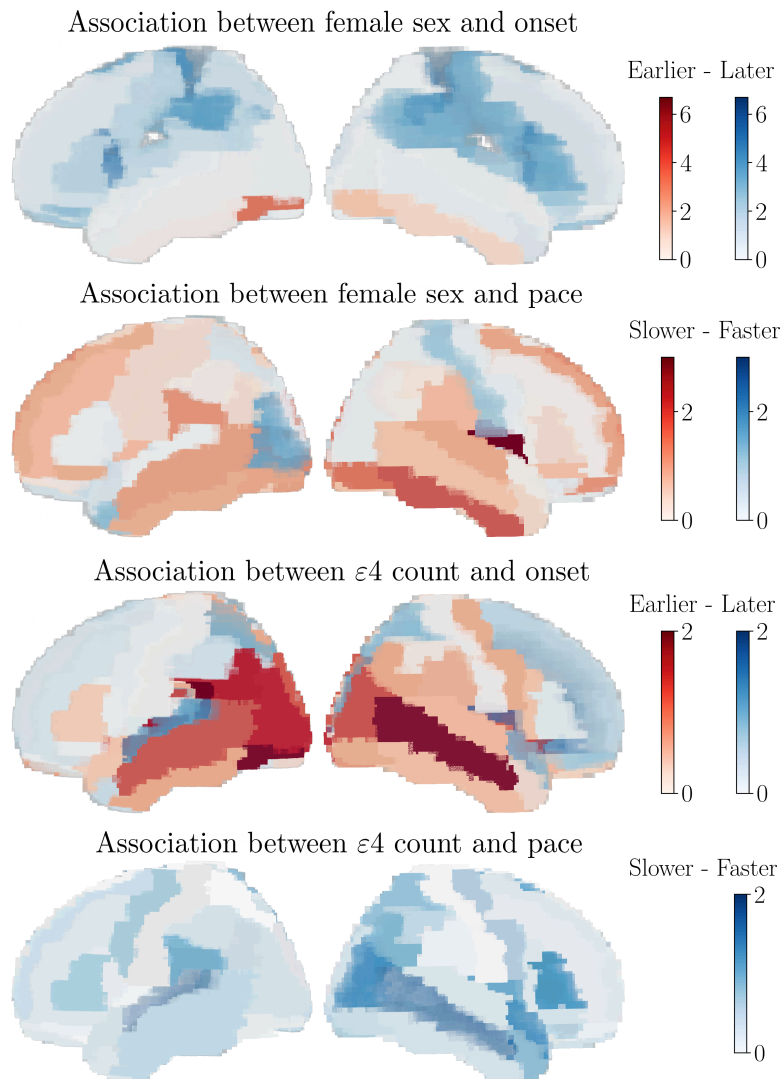 Association between female sex and onset
Earlier - Later
6
6
4
4
2
2
0
0
Association between female sex and pace
Slower - Faster
2
2
0
0
Association between ε4 count and onset
Earlier - Later
2
2
0
0
Association between ε4 count and pace
Slower - Faster
2
0